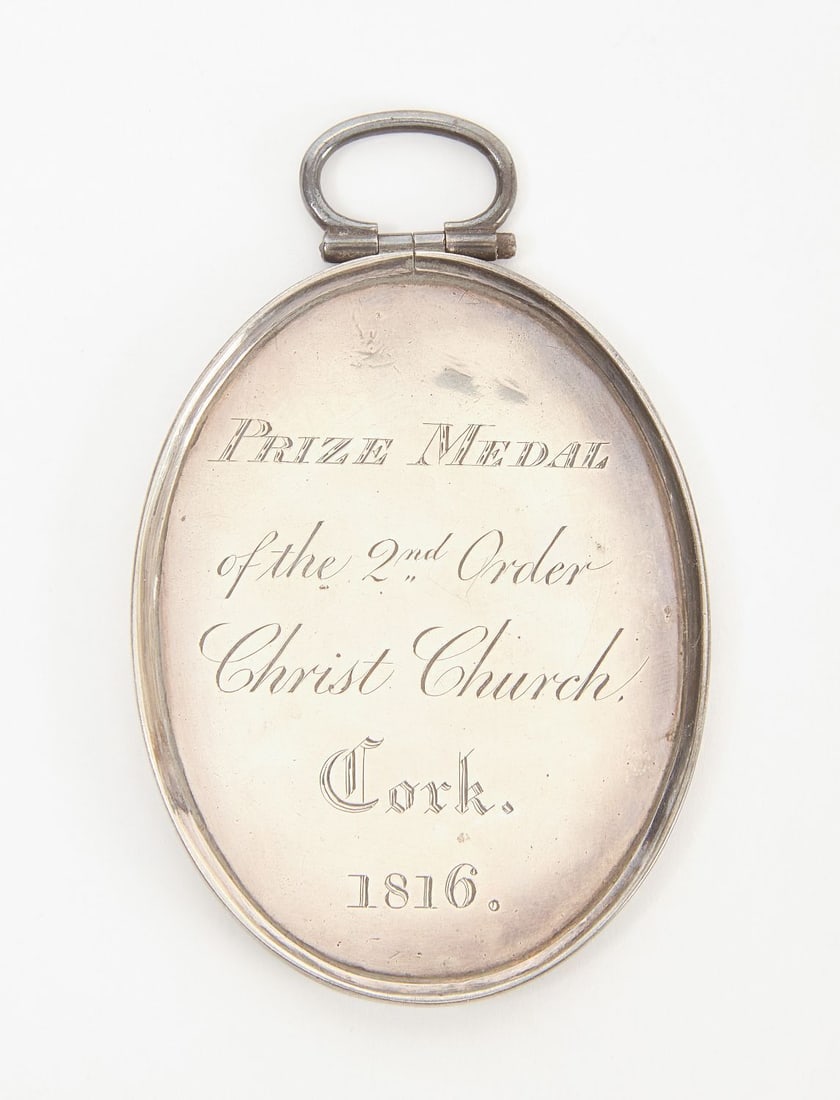 PRIZE MEDAL
of the 2nd Order
Christ Church.
Cork.
1816.